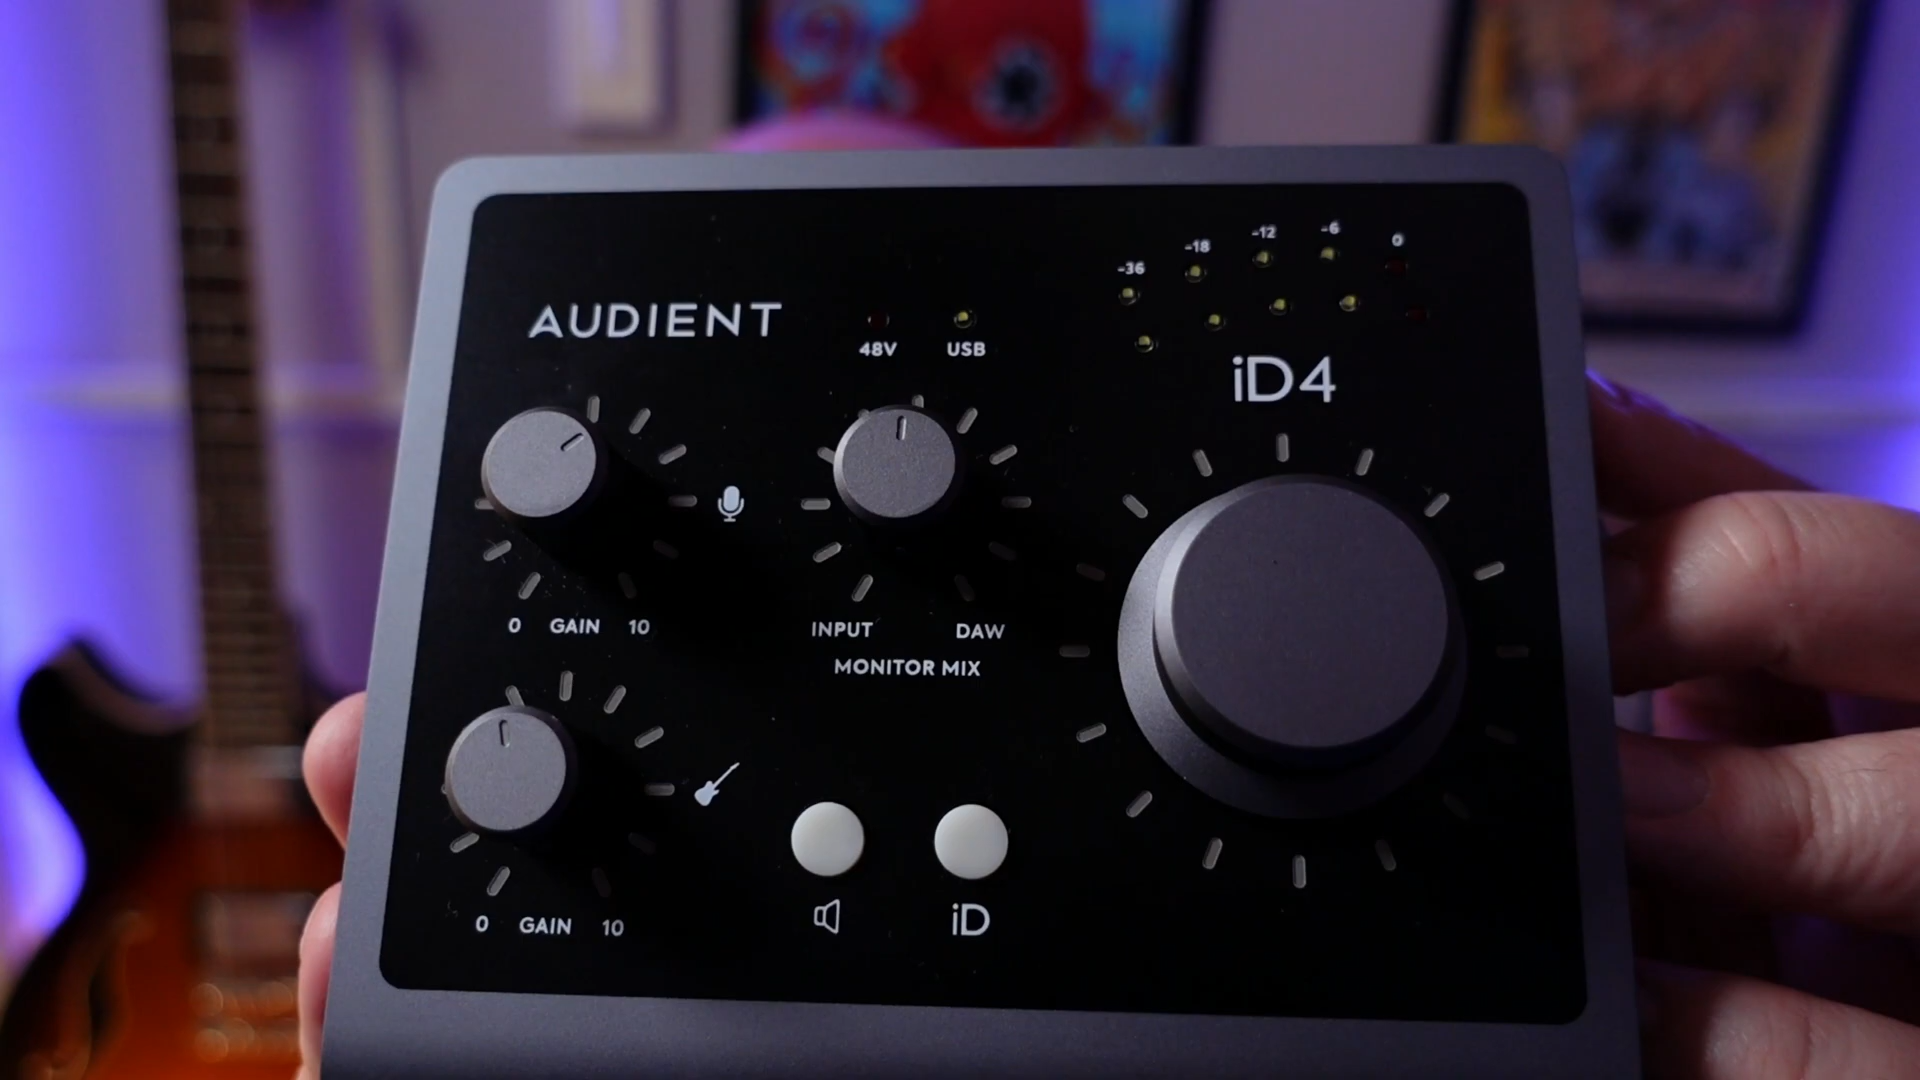 -36 -18 -12 -6 0
AUDIENT
48V USB
iD4
0 GAIN 10
INPUT DAW
MONITOR MIX
0 GAIN 10
iD